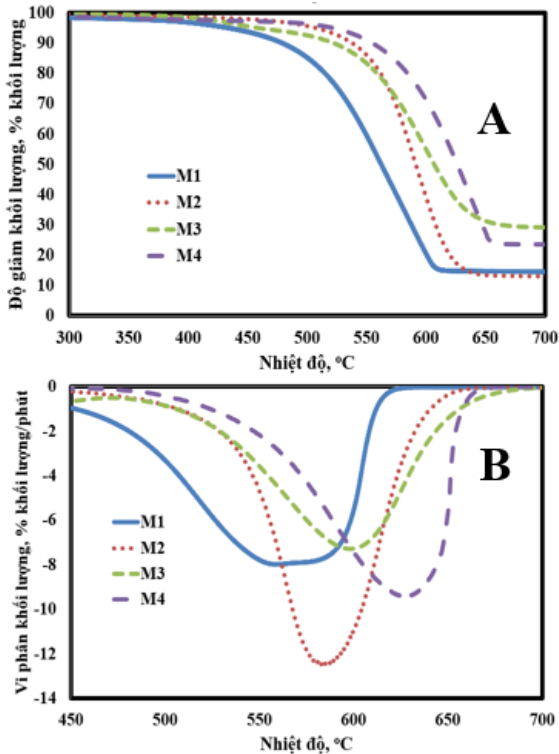 100
90
80
70
60
50
40
30
20
10
0
Độ giảm khối lượng, % khối lượng
A
M1
M2
M3
M4
300 350 400 450 500 550 600 650 700
Nhiệt độ, °C
0
-2
-4
-6
-8
-10
-12
-14
Vi phân khối lượng, % khối lượng/phút
B
M1
M2
M3
M4
450 500 550 600 650 700
Nhiệt độ, °C